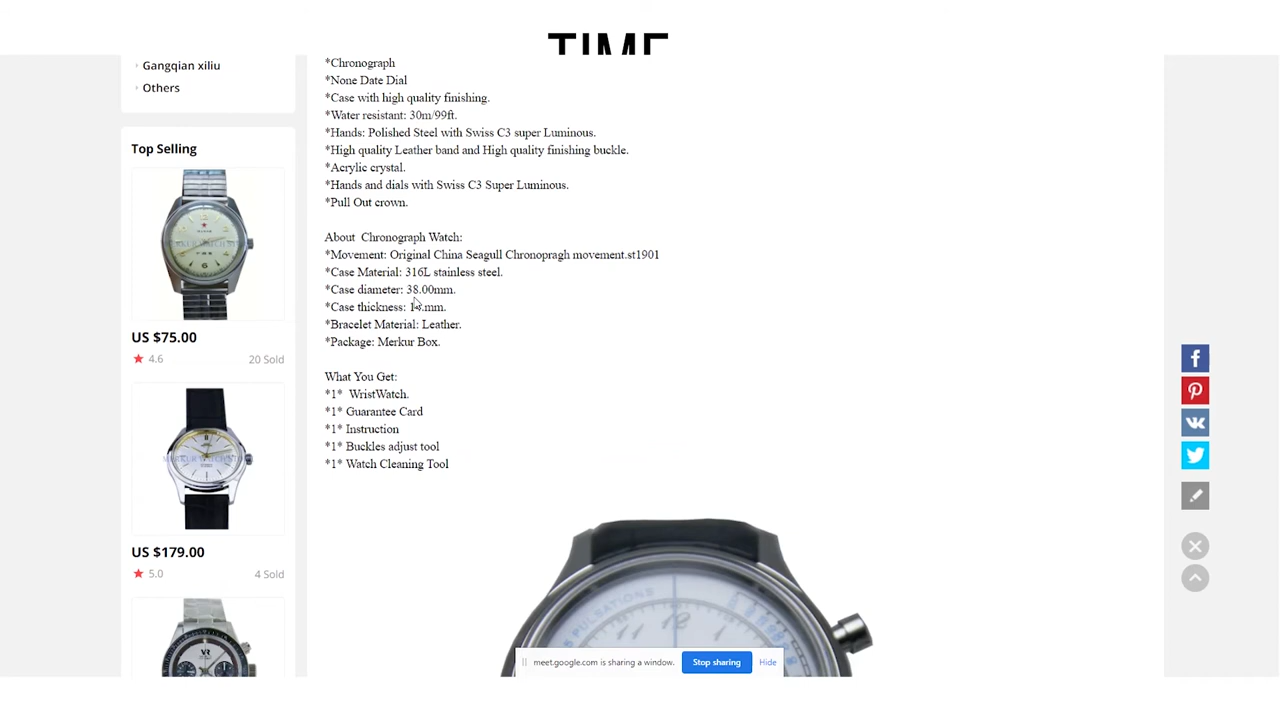 TIME
Gangqian xiliu
Others
Top Selling
US $75.00
4.6
20 Sold
US $179.00
5.0
4 Sold
VR
*Chronograph
*None Date Dial
*Case with high quality finishing.
*Water resistant: 30m/99ft.
*Hands: Polished Steel with Swiss C3 super Luminous.
*High quality Leather band and High quality finishing buckle.
*Acrylic crystal.
*Hands and dials with Swiss C3 Super Luminous.
*Pull Out crown.
About Chronograph Watch:
*Movement: Original China Seagull Chronopragh movement.st1901
*Case Material: 316L stainless steel.
*Case diameter: 38.00mm.
*Case thickness: mm.
*Bracelet Material: Leather.
*Package: Merkur Box.
What You Get:
*1* WristWatch.
*1* Guarantee Card
*1* Instruction
*1* Buckles adjust tool
*1* Watch Cleaning Tool
PULSATIONS
11 12 1
meet.google.com is sharing a window.
Stop sharing
Hide